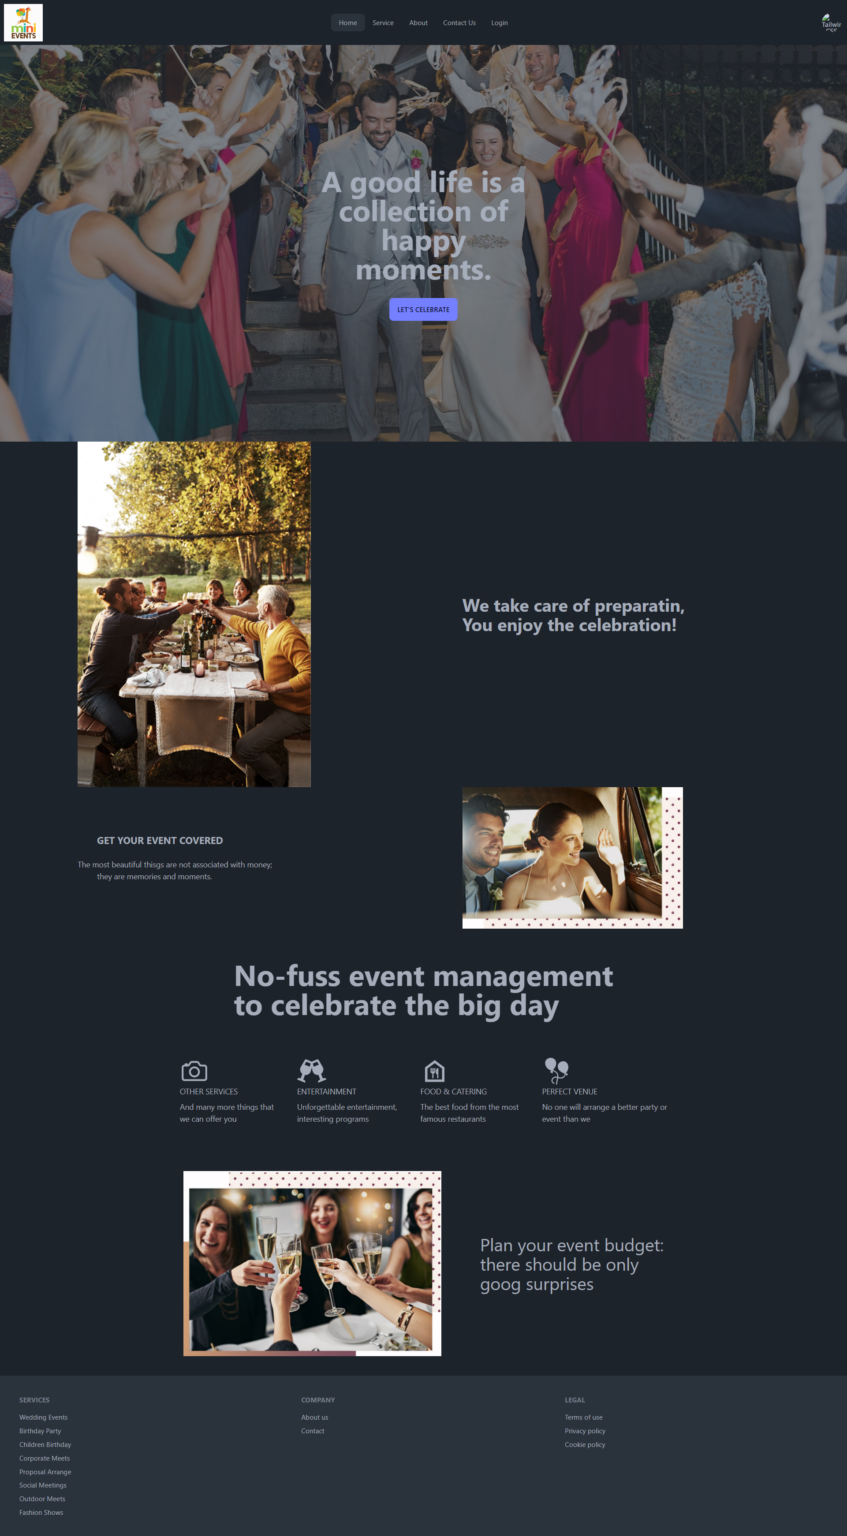 mini
EVENTS
Home
Service
About
Contact Us
Login
Tailwin
A good life is a
collection of
happy
moments.
LET'S CELEBRATE
We take care of preparatin,
You enjoy the celebration!
GET YOUR EVENT COVERED
The most beautiful thisgs are not associated with money;
they are memories and moments.
No-fuss event management
to celebrate the big day
OTHER SERVICES
And many more things that
we can offer you
ENTERTAINMENT
Unforgettable entertainment,
interesting programs
FOOD & CATERING
The best food from the most
famous restaurants
PERFECT VENUE
No one will arrange a better party or
event than we
Plan your event budget:
there should be only
goog surprises
SERVICES
Wedding Events
Birthday Party
Children Birthday
Corporate Meets
Proposal Arrange
Social Meetings
Outdoor Meets
Fashion Shows
COMPANY
About us
Contact
LEGAL
Terms of use
Privacy policy
Cookie policy